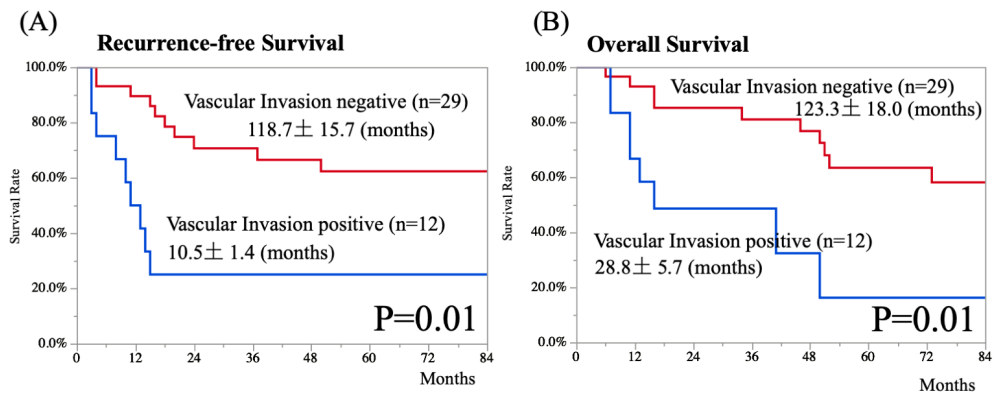 (A)
Recurrence-free Survival
100.0%
80.0%
60.0%
40.0%
20.0%
0.0%
Survival Rate
Vascular Invasion negative (n=29)
118.7± 15.7 (months)
Vascular Invasion positive (n=12)
10.5± 1.4 (months)
P=0.01
0 12 24 36 48 60 72 84
Months
(B)
Overall Survival
100.0%
80.0%
60.0%
40.0%
20.0%
0.0%
Survival Rate
Vascular Invasion negative (n=29)
123.3± 18.0 (months)
Vascular Invasion positive (n=12)
28.8± 5.7 (months)
P=0.01
0 12 24 36 48 60 72 84
Months